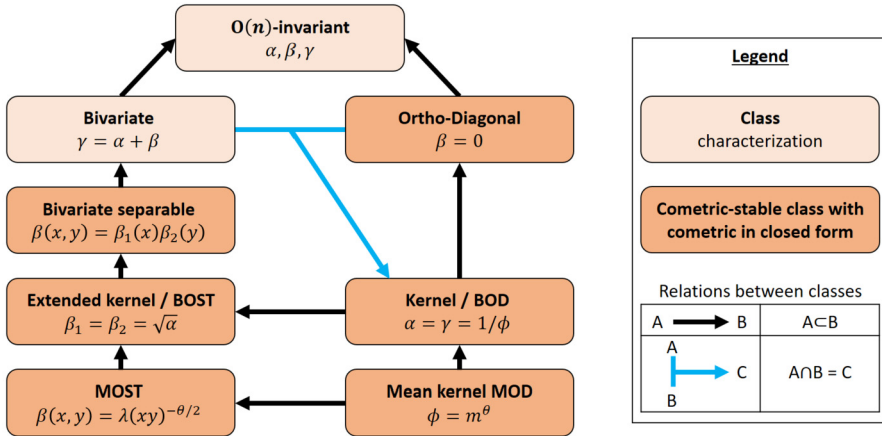 O(n)-invariant
α, β, γ
Bivariate
γ = α + β
Ortho-Diagonal
β = 0
Bivariate separable
β(x, y) = β₁(x)β₂(y)
Extended kernel / BOST
β₁ = β₂ = √α
Kernel / BOD
α = γ = 1/ϕ
MOST
β(x, y) = λ(xy)^{−θ/2}
Mean kernel MOD
ϕ = m^θ
Legend
Class
characterization
Cometric-stable class with
cometric in closed form
Relations between classes
A B A⊂B
A
C A∩B = C
B